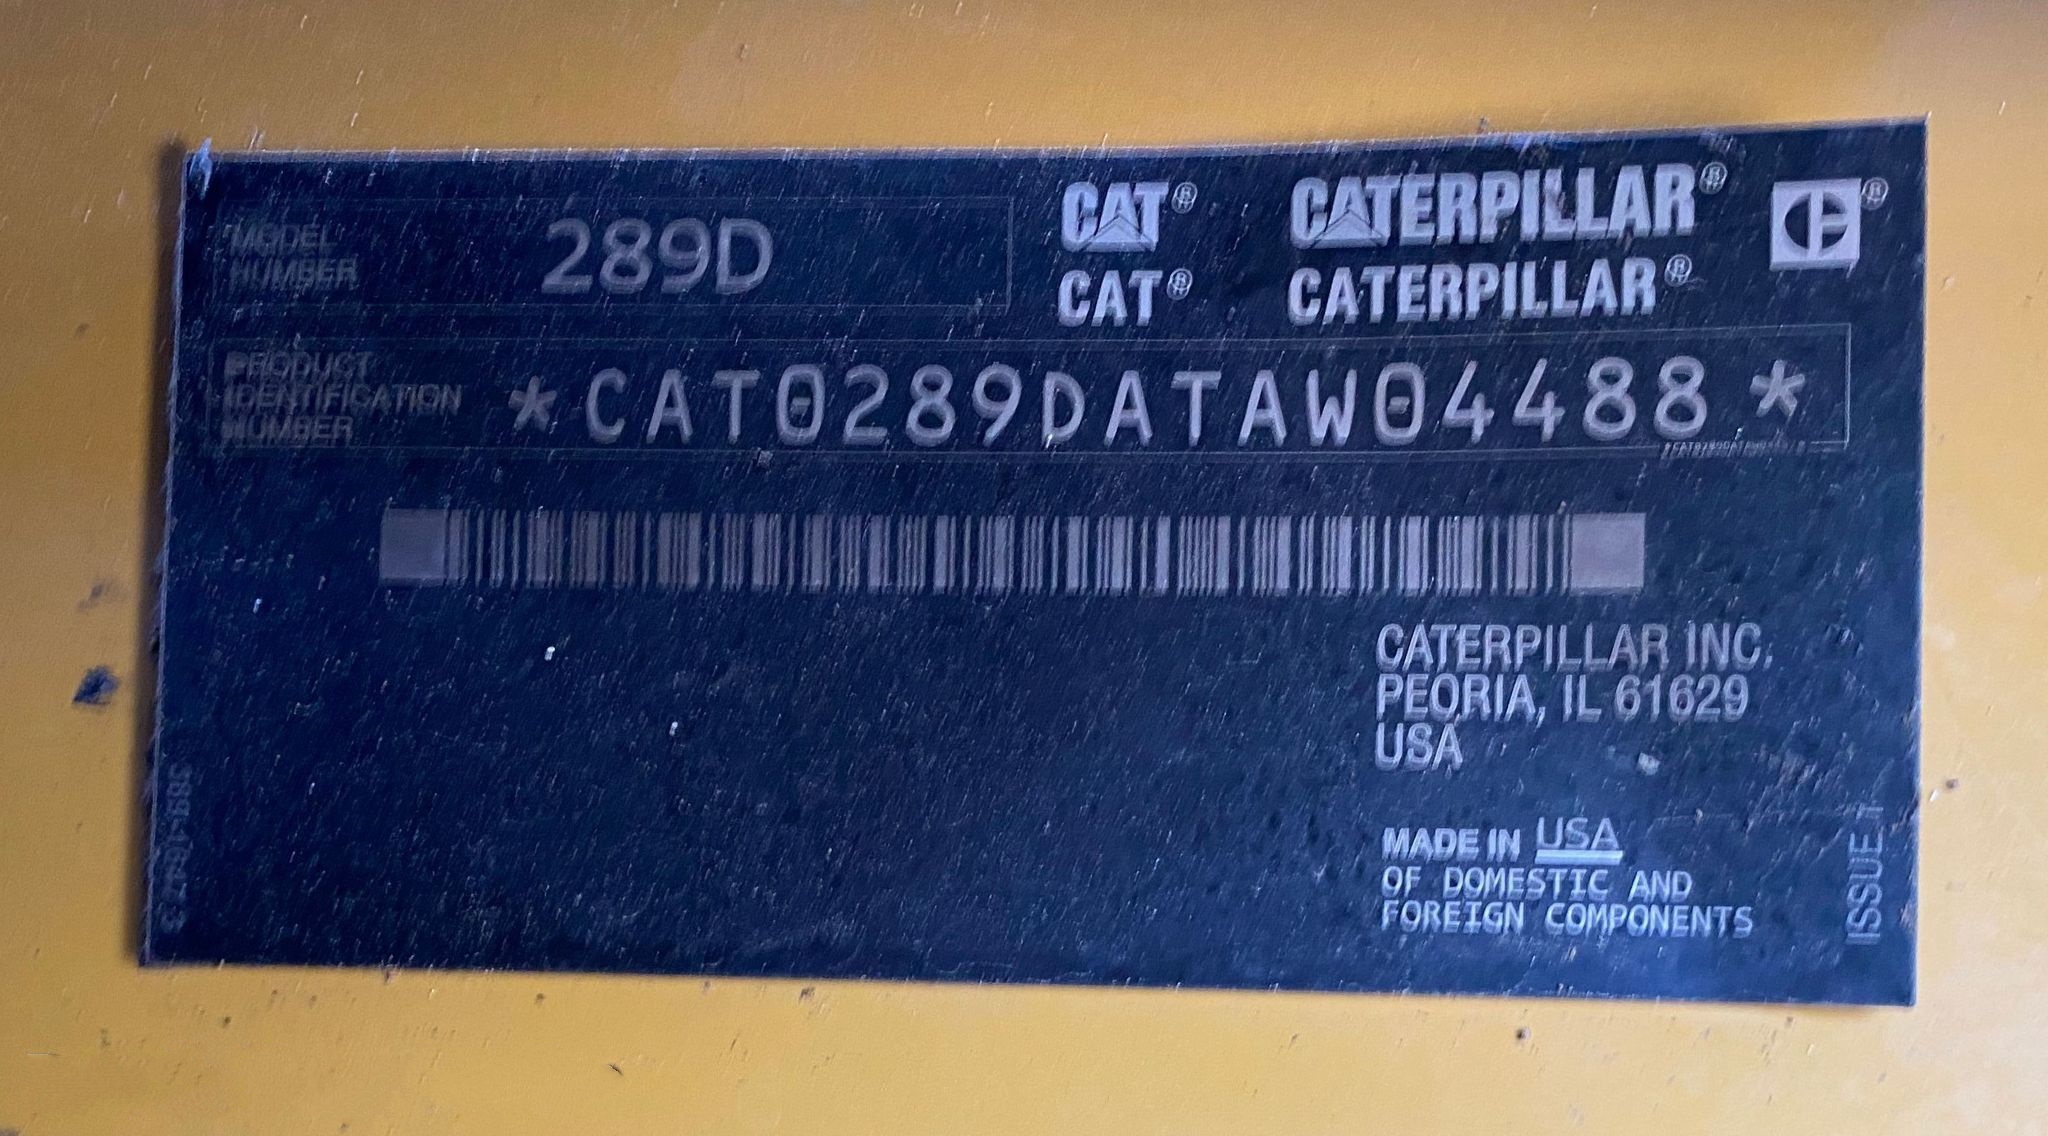 MODEL
NUMBER
289D
CAT® CATERPILLAR®
CAT® CATERPILLAR®
PRODUCT
IDENTIFICATION
NUMBER
*CAT0289DATAW04488*
CATERPILLAR INC.
PEORIA, IL 61629
USA
MADE IN USA
OF DOMESTIC AND
FOREIGN COMPONENTS
ISSUE 1